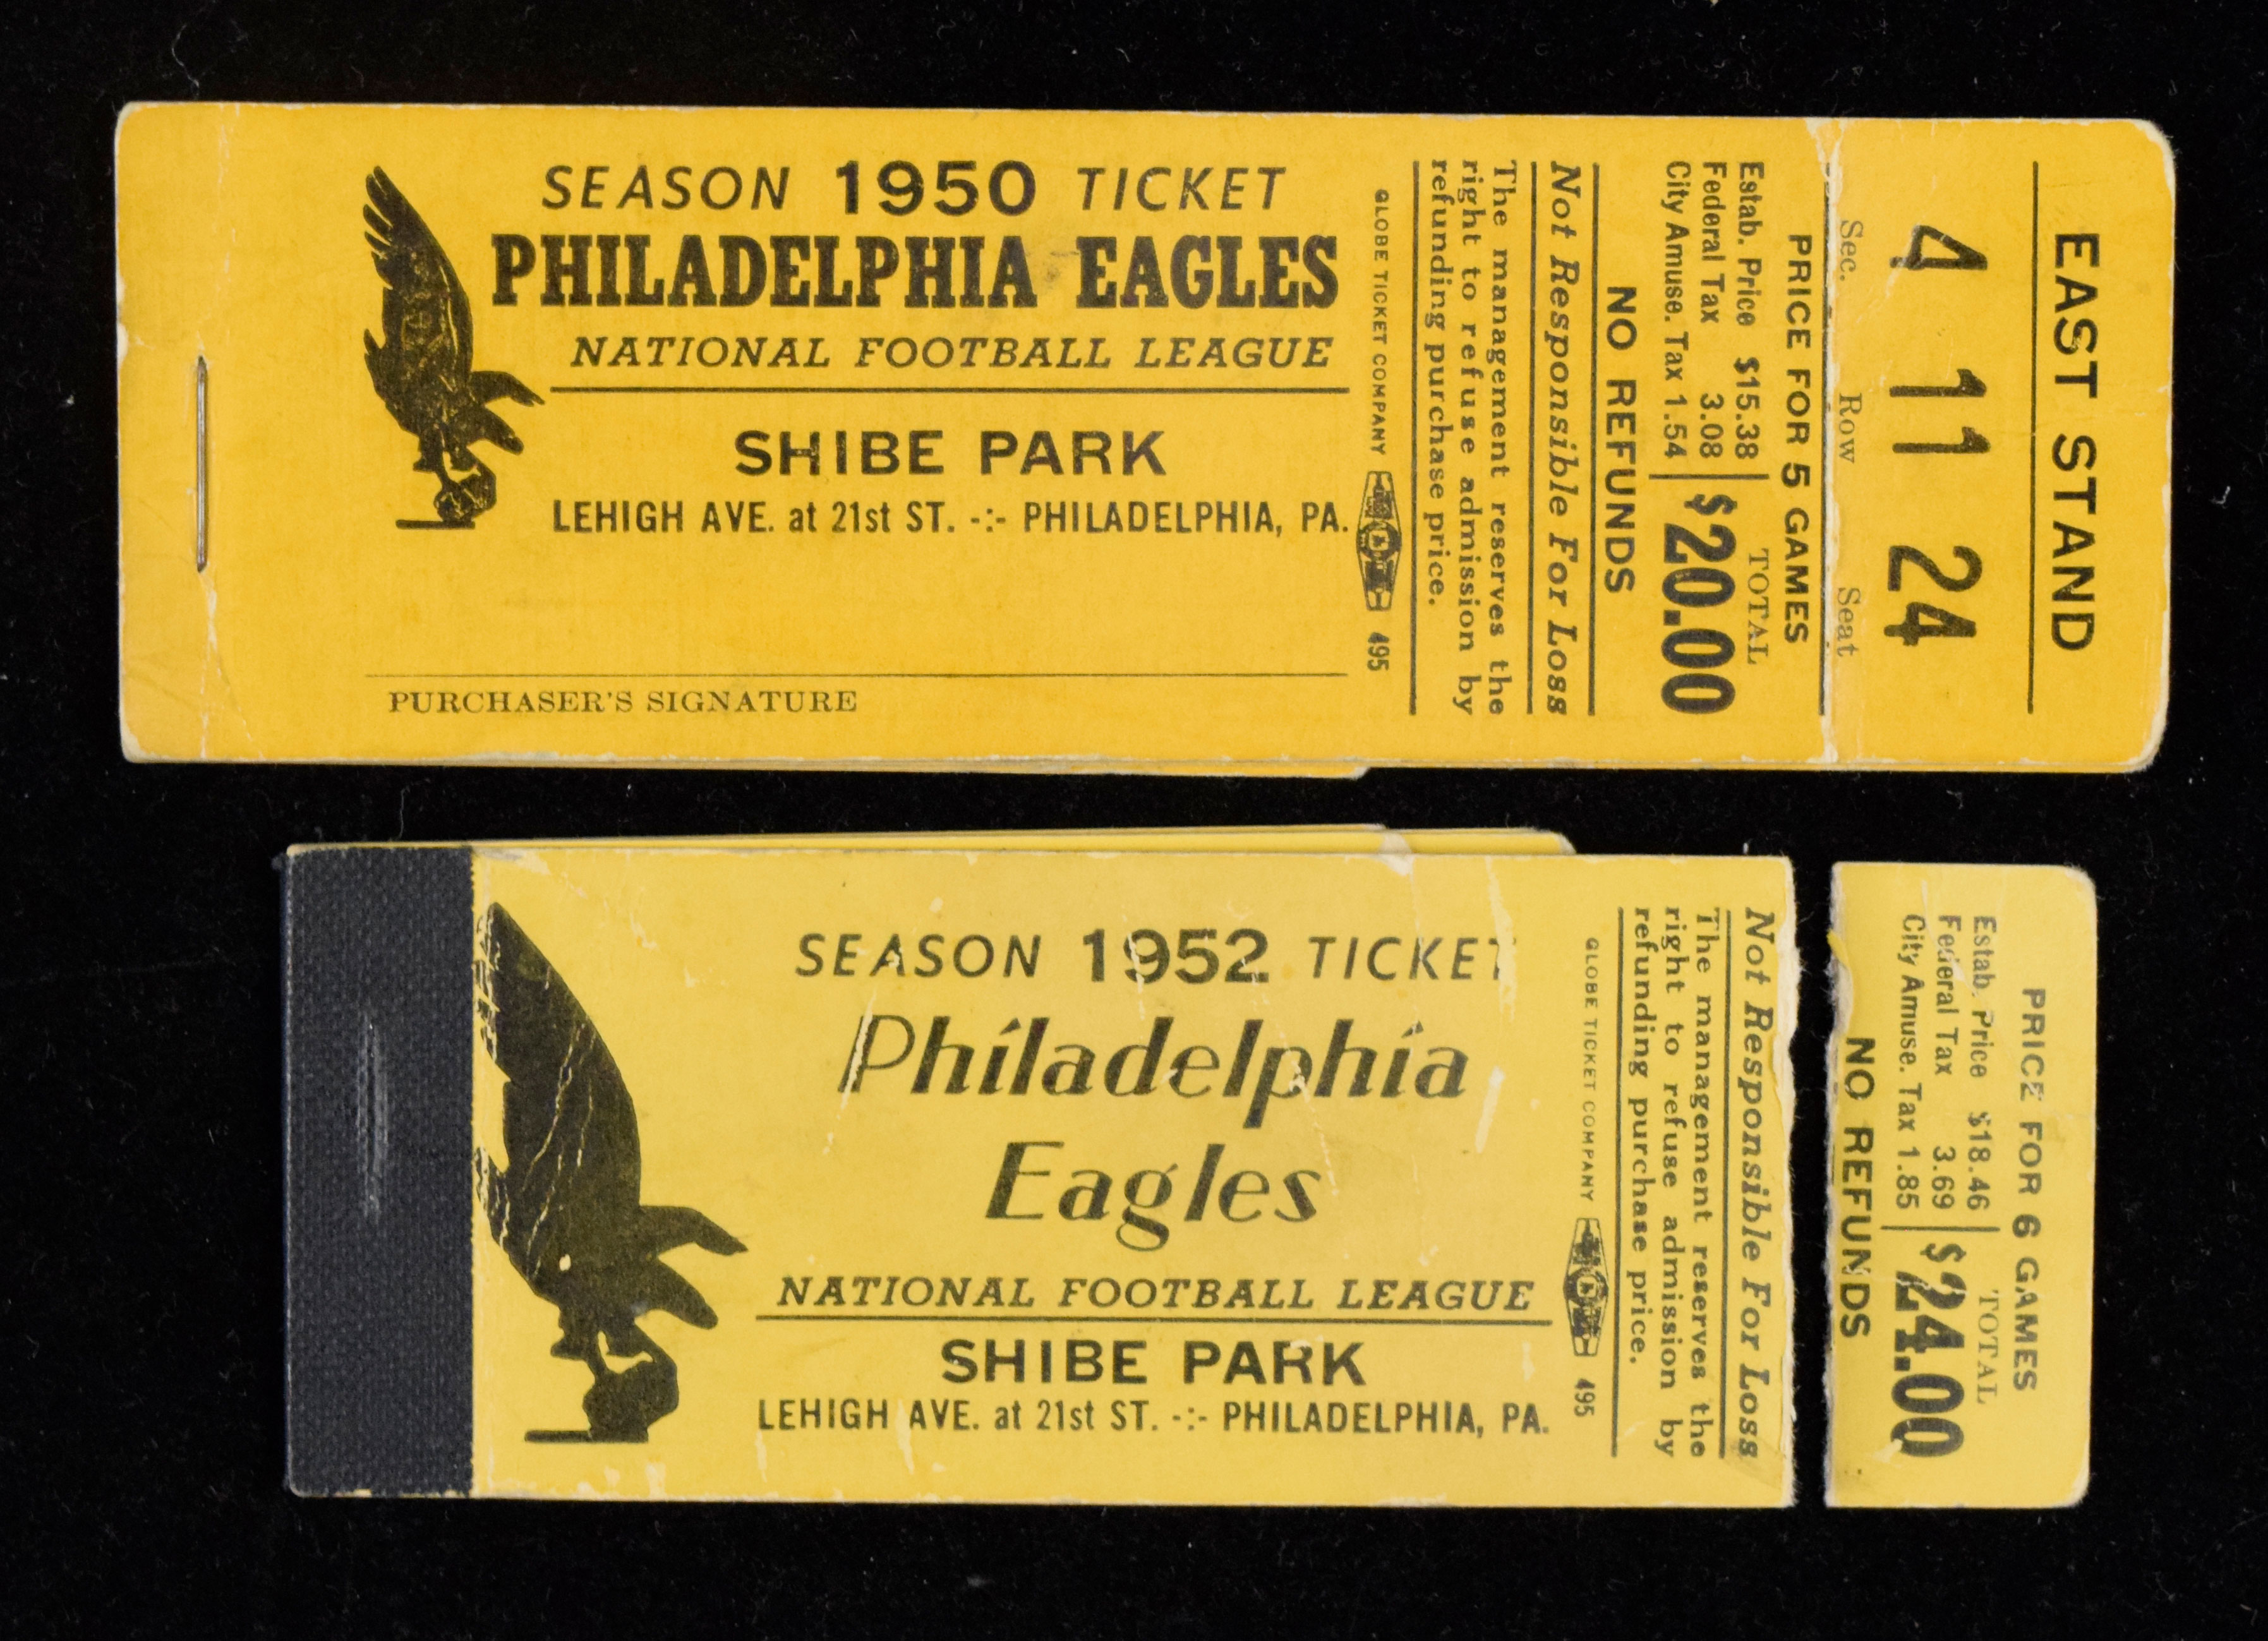 SEASON 1950 TICKET
PHILADELPHIA EAGLES
NATIONAL FOOTBALL LEAGUE
SHIBE PARK
LEHIGH AVE. at 21st ST. -:- PHILADELPHIA, PA.
PURCHASER'S SIGNATURE
EAST STAND
4 11 24
Sec. Row Seat
PRICE FOR 5 GAMES
Estab. Price $15.38
Federal Tax 3.08
City Amuse. Tax 1.54
TOTAL
$20.00
NO REFUNDS
Not Responsible For Loss
The management reserves the
right to refuse admission by
refunding purchase price.
GLOBE TICKET COMPANY 495
SEASON 1952 TICKET
Philadelphia
Eagles
NATIONAL FOOTBALL LEAGUE
SHIBE PARK
LEHIGH AVE. at 21st ST. -:- PHILADELPHIA, PA.
PRICE FOR 6 GAMES
Estab. Price $18.46
Federal Tax 3.69
City Amuse. Tax 1.85
TOTAL
$24.00
NO REFUNDS
Not Responsible For Loss
The management reserves the
right to refuse admission by
refunding purchase price.
GLOBE TICKET COMPANY 495